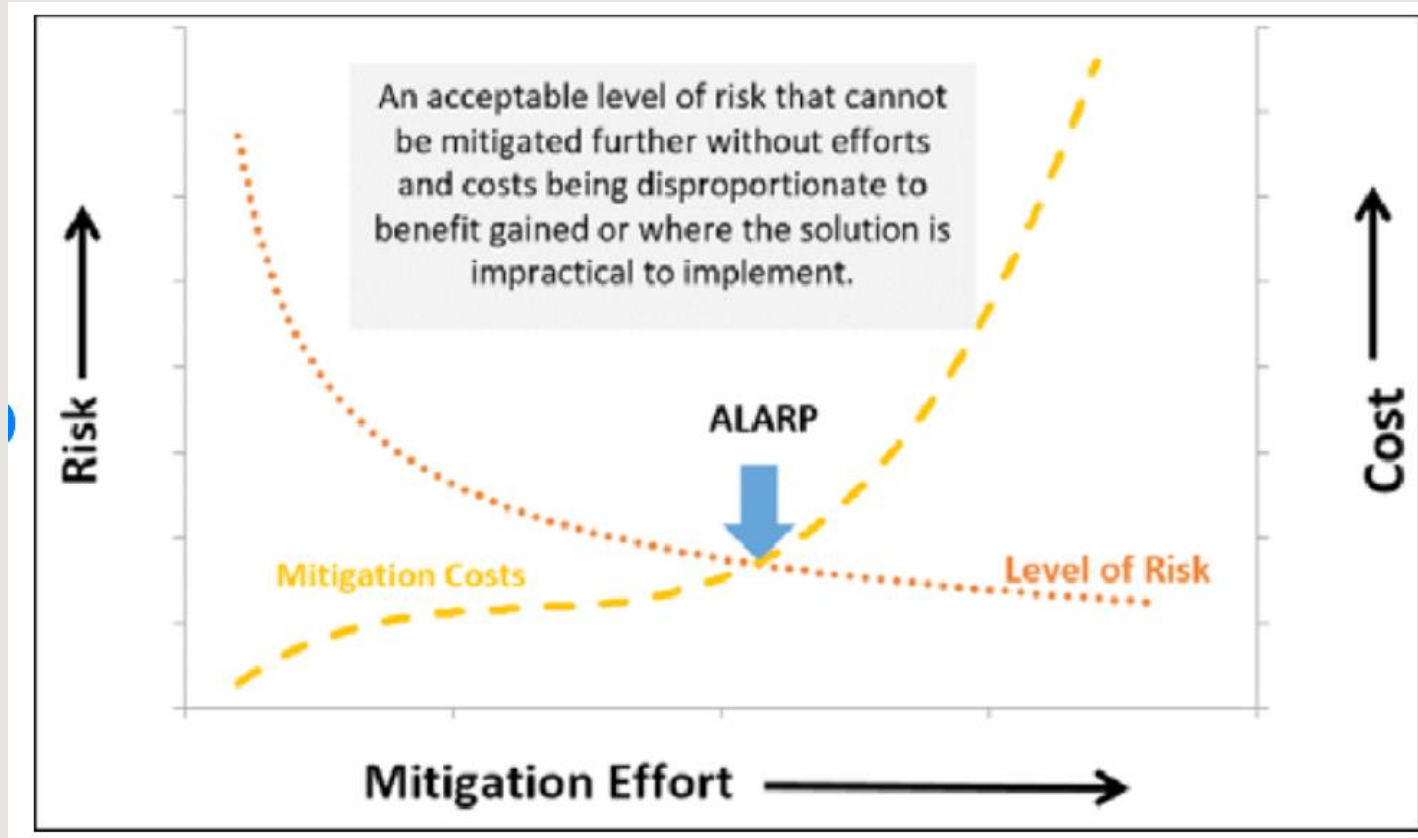 An acceptable level of risk that cannot
be mitigated further without efforts
and costs being disproportionate to
benefit gained or where the solution is
impractical to implement.
Risk
Cost
ALARP
Mitigation Costs
Level of Risk
Mitigation Effort